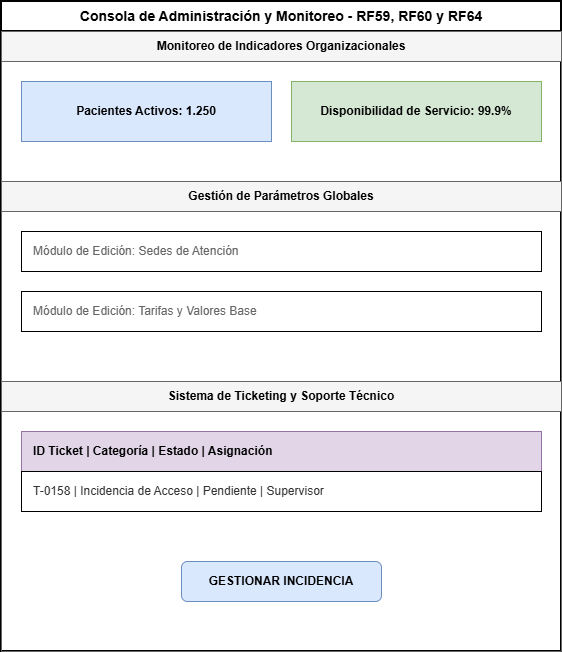 Consola de Administración y Monitoreo - RF59, RF60 y RF64
Monitoreo de Indicadores Organizacionales
Pacientes Activos: 1.250
Disponibilidad de Servicio: 99.9%
Gestión de Parámetros Globales
Módulo de Edición: Sedes de Atención
Módulo de Edición: Tarifas y Valores Base
Sistema de Ticketing y Soporte Técnico
ID Ticket | Categoría | Estado | Asignación
T-0158 | Incidencia de Acceso | Pendiente | Supervisor
GESTIONAR INCIDENCIA